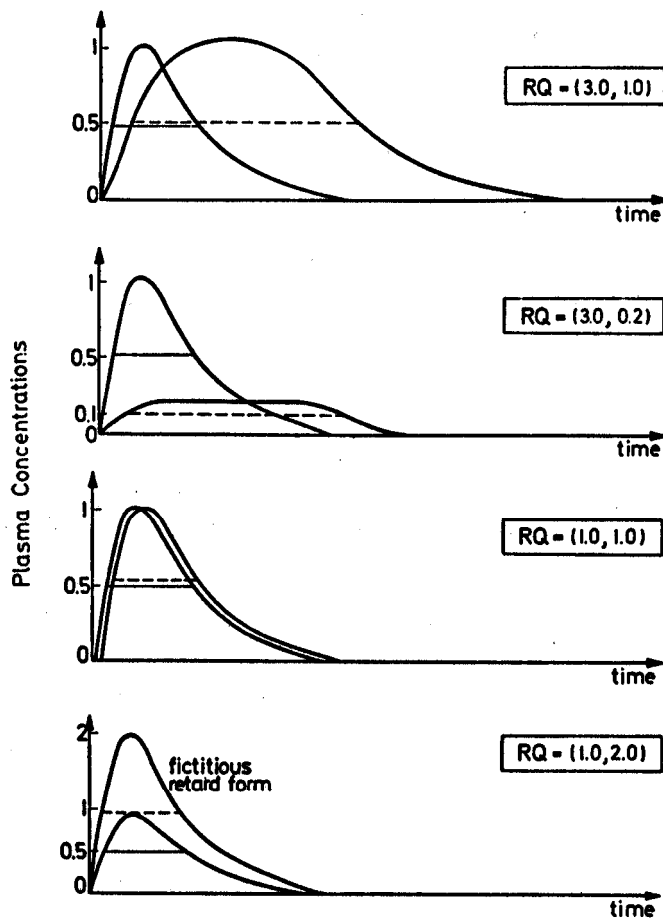 Plasma Concentrations
1
0.5
0
RQ = (3.0, 1.0)
time
1
0.5
0.1
0
RQ = (3.0, 0.2)
time
1
0.5
0
RQ = (1.0, 1.0)
time
2
1
0.5
0
fictitious
retard form
RQ = (1.0, 2.0)
time